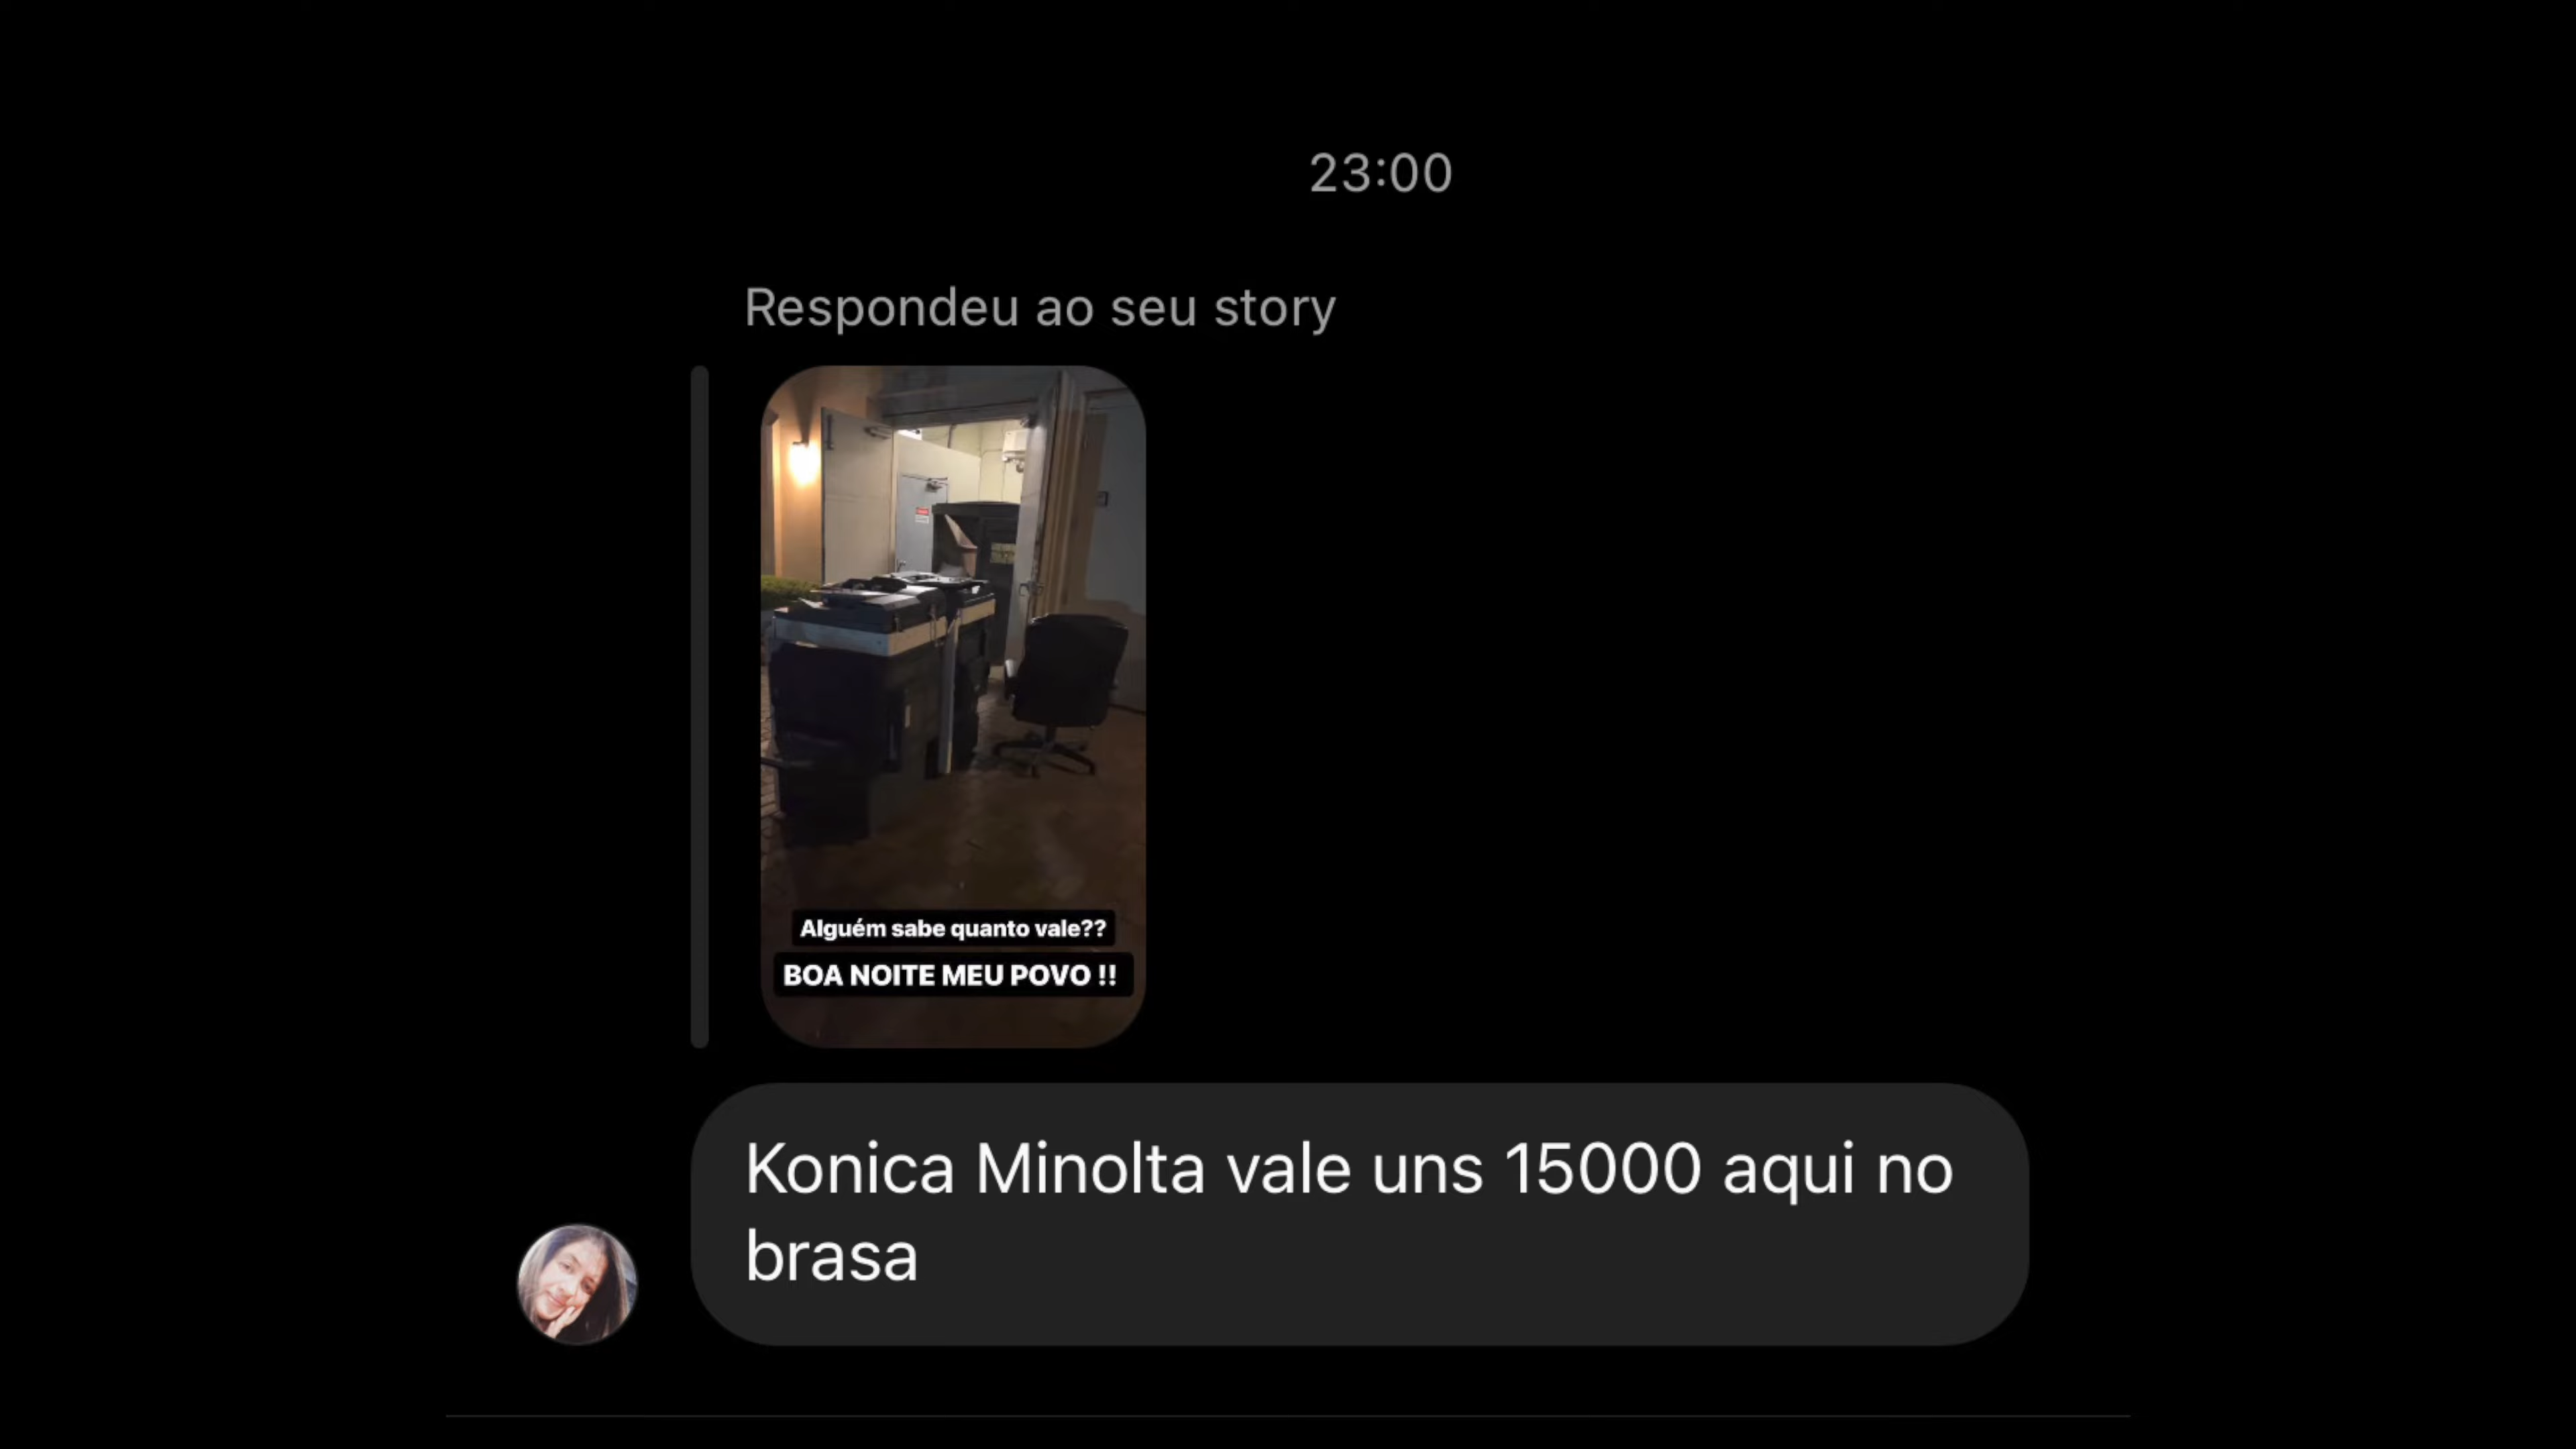 23:00
Respondeu ao seu story
Alguém sabe quanto vale??
BOA NOITE MEU POVO !!
Konica Minolta vale uns 15000 aqui no
brasa